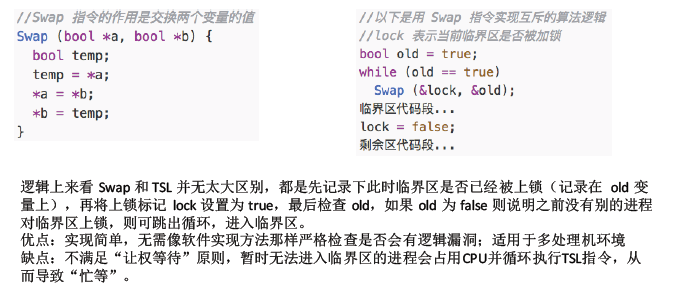 //Swap 指令的作用是交换两个变量的值
Swap (bool *a, bool *b) {
  bool temp;
  temp = *a;
  *a = *b;
  *b = temp;
}
//以下是用 Swap 指令实现互斥的算法逻辑
//lock 表示当前临界区是否被加锁
bool old = true;
while (old == true)
  Swap (&lock, &old);
临界区代码段...
lock = false;
剩余区代码段...
逻辑上来看 Swap 和 TSL 并无太大区别，都是先记录下此时临界区是否已经被上锁（记录在 old 变
量上），再将上锁标记 lock 设置为 true，最后检查 old，如果 old 为 false 则说明之前没有别的进程
对临界区上锁，则可跳出循环，进入临界区。
优点：实现简单，无需像软件实现方法那样严格检查是否会有逻辑漏洞；适用于多处理机环境
缺点：不满足“让权等待”原则，暂时无法进入临界区的进程会占用CPU并循环执行TSL指令，从
而导致“忙等”。